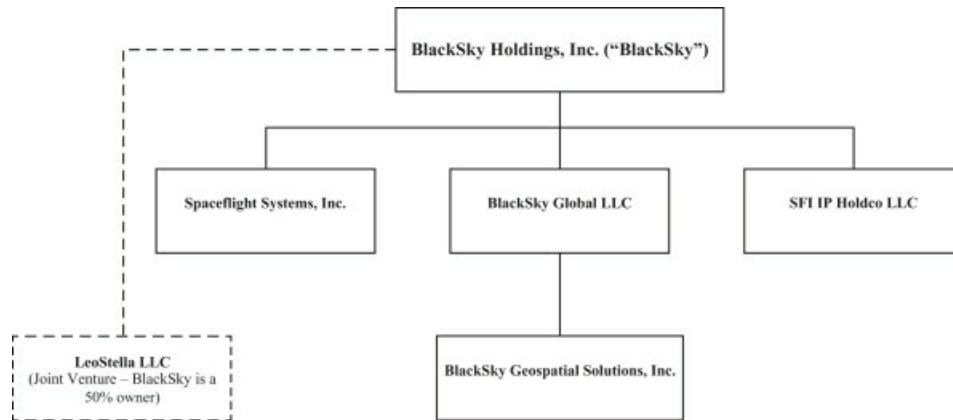 BlackSky Holdings, Inc. (“BlackSky”)
Spaceflight Systems, Inc.
BlackSky Global LLC
SFI IP Holdco LLC
LeoStella LLC
(Joint Venture – BlackSky is a
50% owner)
BlackSky Geospatial Solutions, Inc.